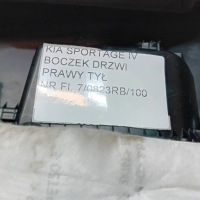 KIA SPORTAGE IV
BOCZEK DRZWI
PRAWY TYŁ
NR FI. 7/0823RB/100